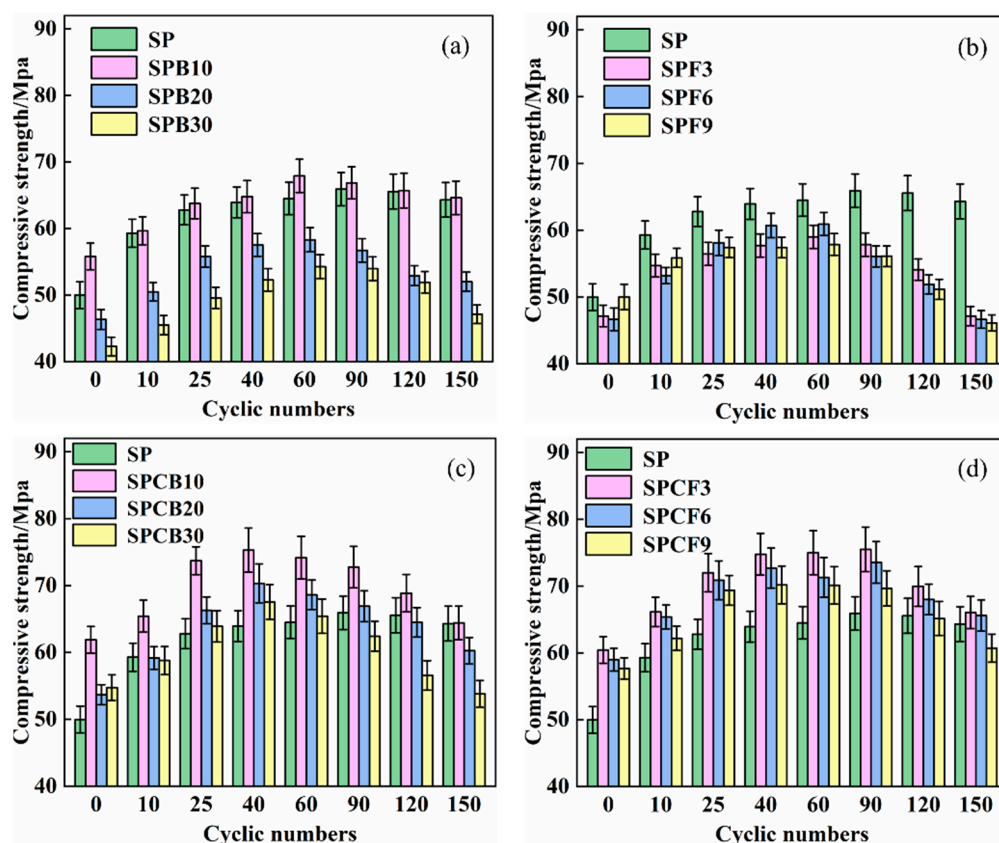 (a)
SP
SPB10
SPB20
SPB30
Compressive strength/Mpa
90
80
70
60
50
40
0 10 25 40 60 90 120 150
Cyclic numbers
(b)
SP
SPF3
SPF6
SPF9
Compressive strength/Mpa
90
80
70
60
50
40
0 10 25 40 60 90 120 150
Cyclic numbers
(c)
SP
SPCB10
SPCB20
SPCB30
Compressive strength/Mpa
90
80
70
60
50
40
0 10 25 40 60 90 120 150
Cyclic numbers
(d)
SP
SPCF3
SPCF6
SPCF9
Compressive strength/Mpa
90
80
70
60
50
40
0 10 25 40 60 90 120 150
Cyclic numbers